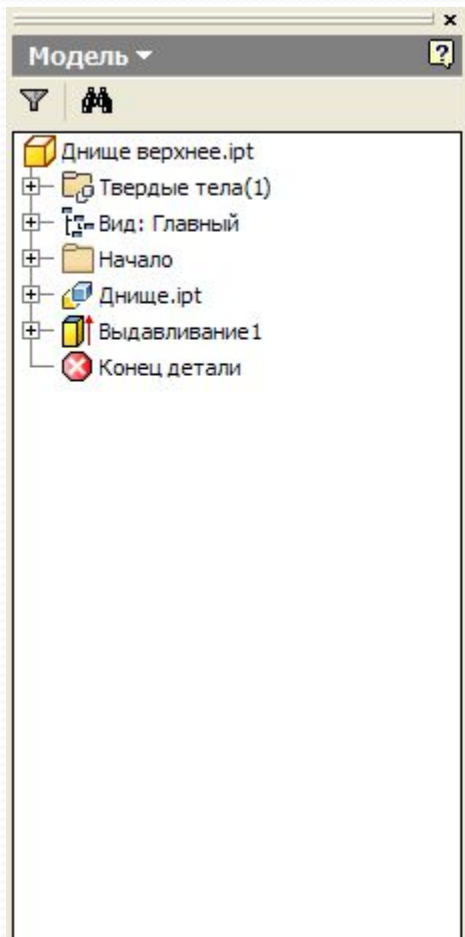 Модель
Днище верхнее.ipt
Твердые тела(1)
Вид: Главный
Начало
Днище.ipt
Выдавливание1
Конец детали